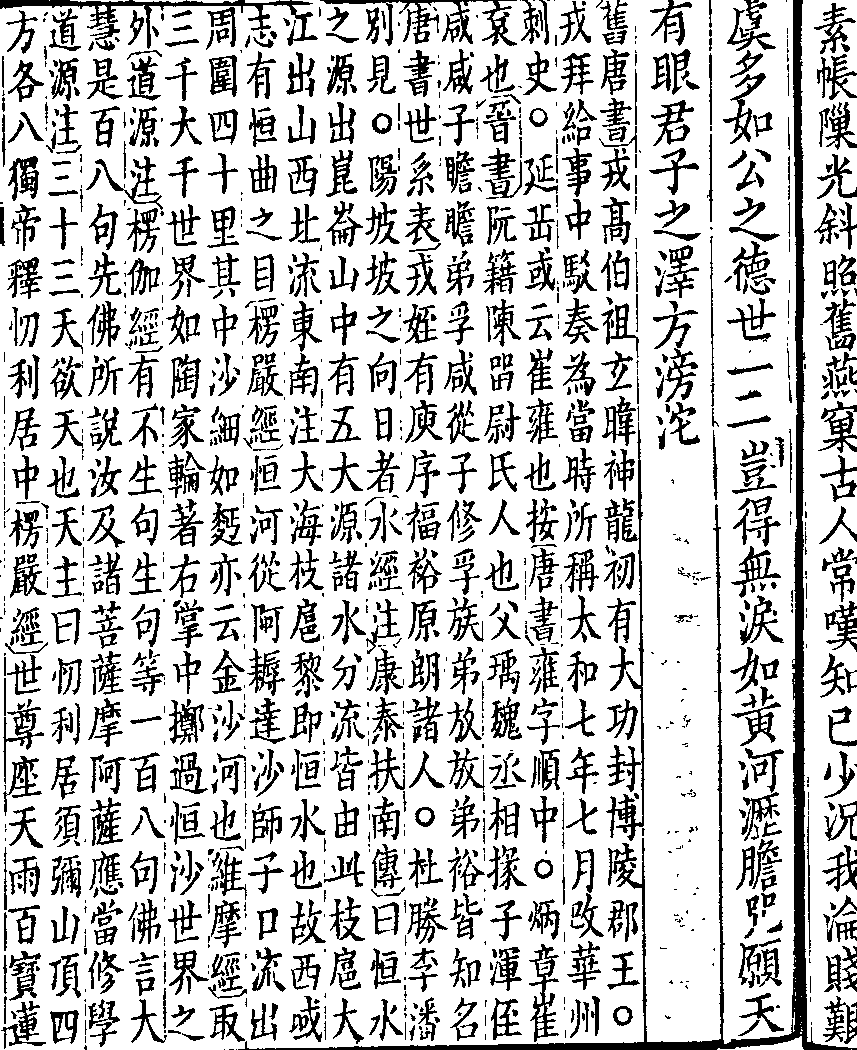 素帳陳光斜照舊燕窠古人常嘆知已少況我淪賤艱
虞多如公之德世一二豈得無淚如黃河瀝膽呪願天
有眼君子之澤方滂沱
舊唐書戎高伯祖玄暐神龍初有大功封博陵郡王○
戎拜給事中駁奏為當時所稱太和七年七月改華州
刺史○延岳或云崔雍也按唐書雍字順中○炳章崔
哀也晉書阮籍陳畱尉氏人也父瑀魏丞相掾子渾侄
咸咸子瞻瞻弟孚咸從子修孚族弟放放弟裕皆知名
唐書世系表戎姪有庾序福裕原朗諸人○杜勝李潘
別見○陽坡坡之向日者水經注康泰扶南傳曰恒水
之源出崑崙山中有五大源諸水分流皆由此枝扈大
江出山西北流東南注大海枝扈黎即恒水也故西域
志有恒曲之目楞嚴經恒河從阿耨達沙師子口流出
周圍四十里其中沙細如麫亦云金沙河也維摩經取
三千大千世界如陶家輪著右掌中擲過恒沙世界之
外道源注楞伽經有不生句生句等一百八句佛言大
慧是百八句先佛所說汝及諸菩薩摩阿薩應當修學
道源注三十三天欲天也天主曰忉利居須彌山頂四
方各八獨帝釋忉利居中楞嚴經世尊座天雨百寶蓮